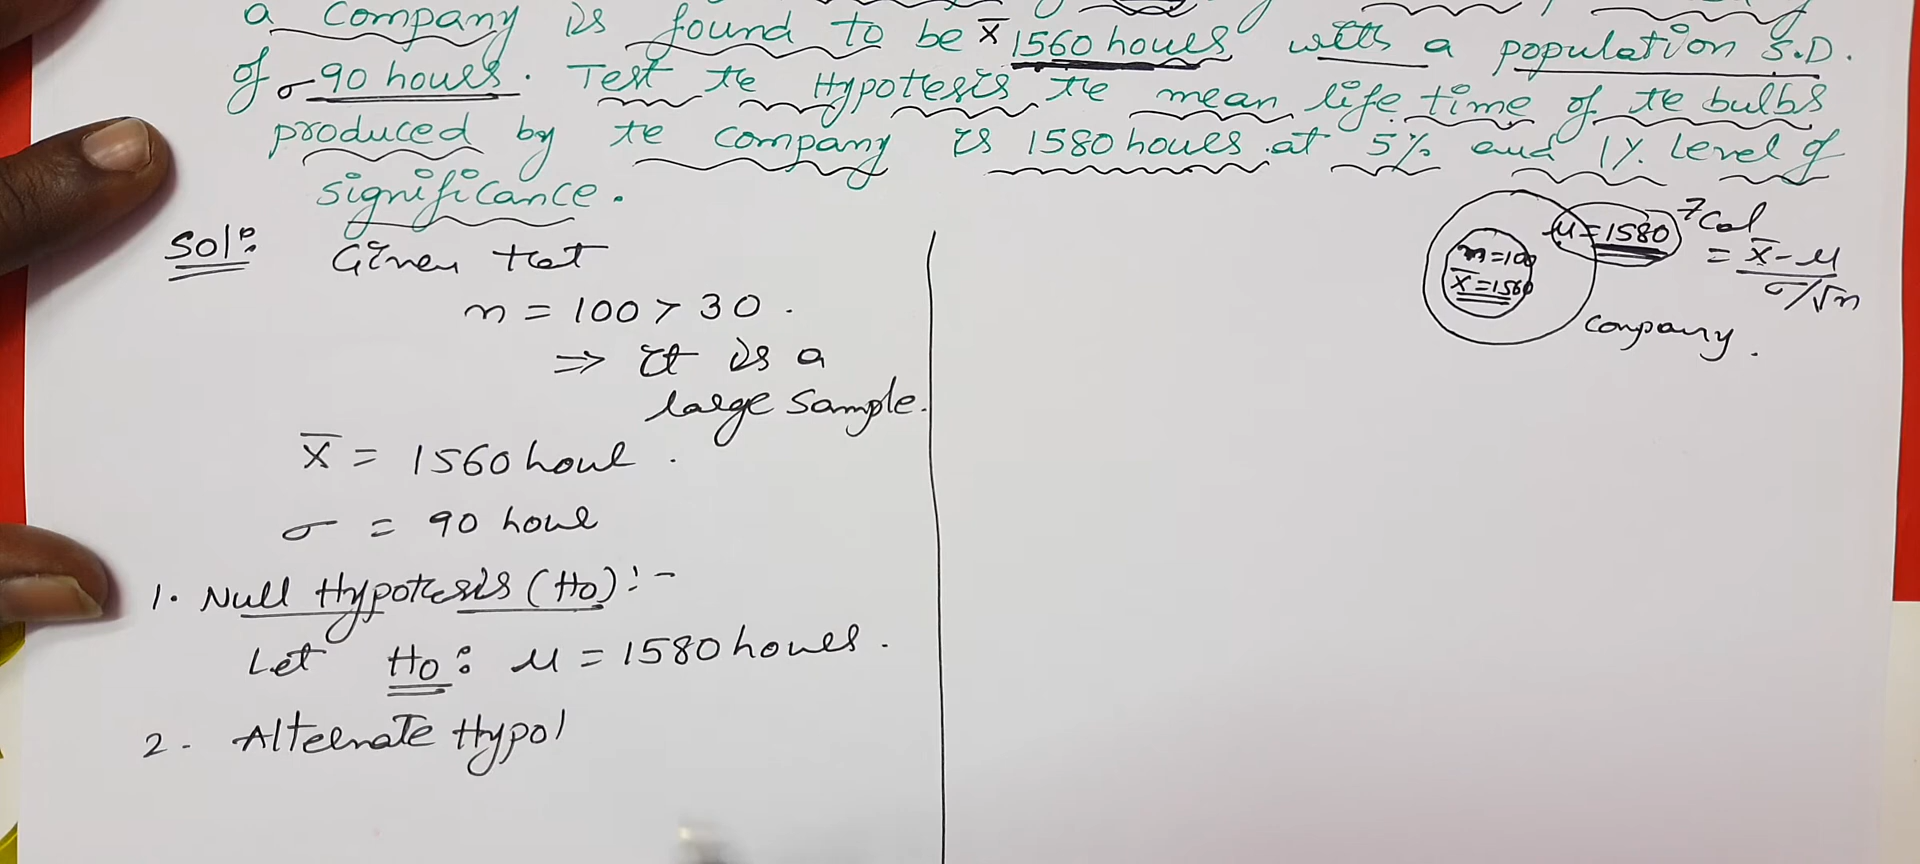 a company is found to be x̄ 1560 hours with a population S.D.
of σ 90 hours. Test the Hypothesis the mean life time of the bulbs
produced by the company is 1580 hours at 5% and 1% level of
significance.
Sol: Given that
n = 100 > 30.
⇒ it is a
large sample.
x̄ = 1560 hour.
σ = 90 hour
1. Null Hypothesis (H0):-
Let H0: μ = 1580 hours.
2. Alternate Hypot
n=100
x̄=1560
μ=1580
Zcal
= x̄-μ
σ/√n
company.